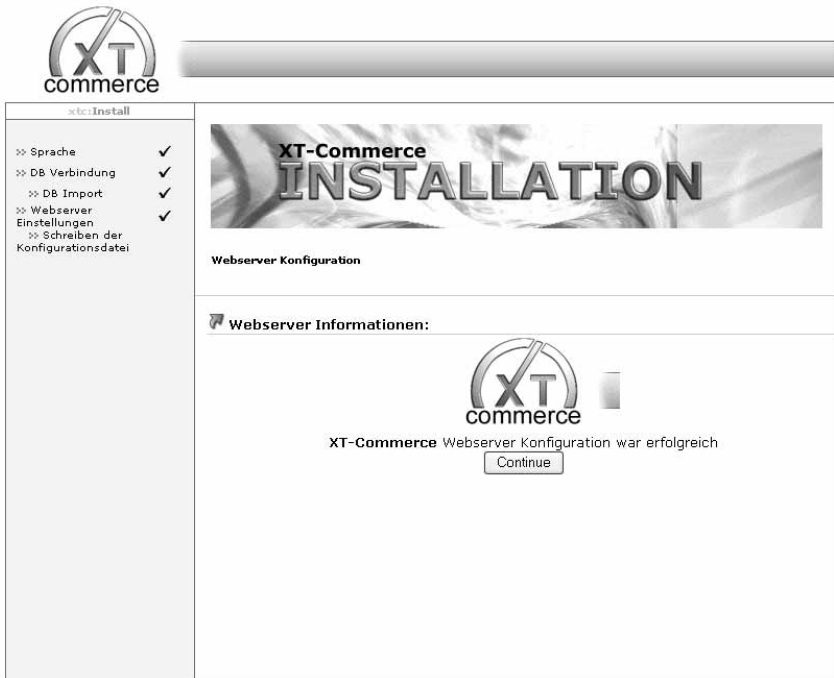 XT
commerce
xtc:Install
>> Sprache
>> DB Verbindung
>> DB Import
>> Webserver
Einstellungen
>> Schreiben der
Konfigurationsdatei
XT-Commerce
INSTALLATION
Webserver Konfiguration
Webserver Informationen:
XT
commerce
XT-Commerce Webserver Konfiguration war erfolgreich
Continue